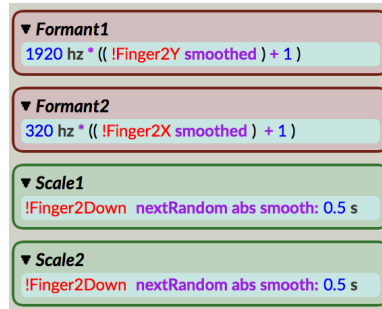 ▼ Formant1
1920 hz * (( !Finger2Y smoothed ) + 1 )
▼ Formant2
320 hz * (( !Finger2X smoothed ) + 1 )
▼ Scale1
!Finger2Down nextRandom abs smooth: 0.5 s
▼ Scale2
!Finger2Down nextRandom abs smooth: 0.5 s